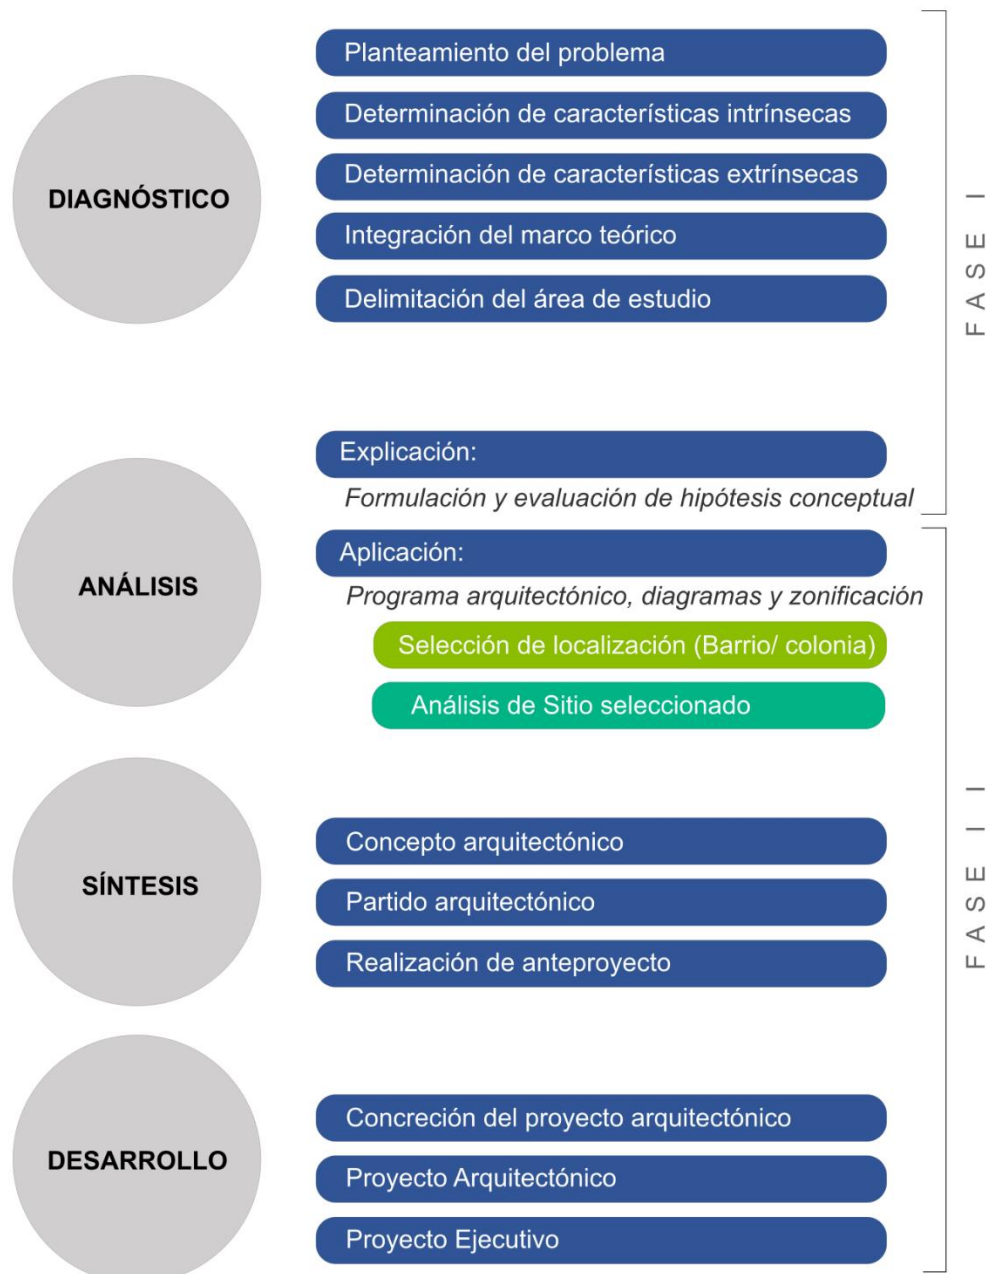 DIAGNÓSTICO
Planteamiento del problema
Determinación de características intrínsecas
Determinación de características extrínsecas
Integración del marco teórico
Delimitación del área de estudio
FASE I
ANÁLISIS
Explicación:
Formulación y evaluación de hipótesis conceptual
Aplicación:
Programa arquitectónico, diagramas y zonificación
Selección de localización (Barrio/ colonia)
Análisis de Sitio seleccionado
SÍNTESIS
Concepto arquitectónico
Partido arquitectónico
Realización de anteproyecto
FASE II
DESARROLLO
Concreción del proyecto arquitectónico
Proyecto Arquitectónico
Proyecto Ejecutivo